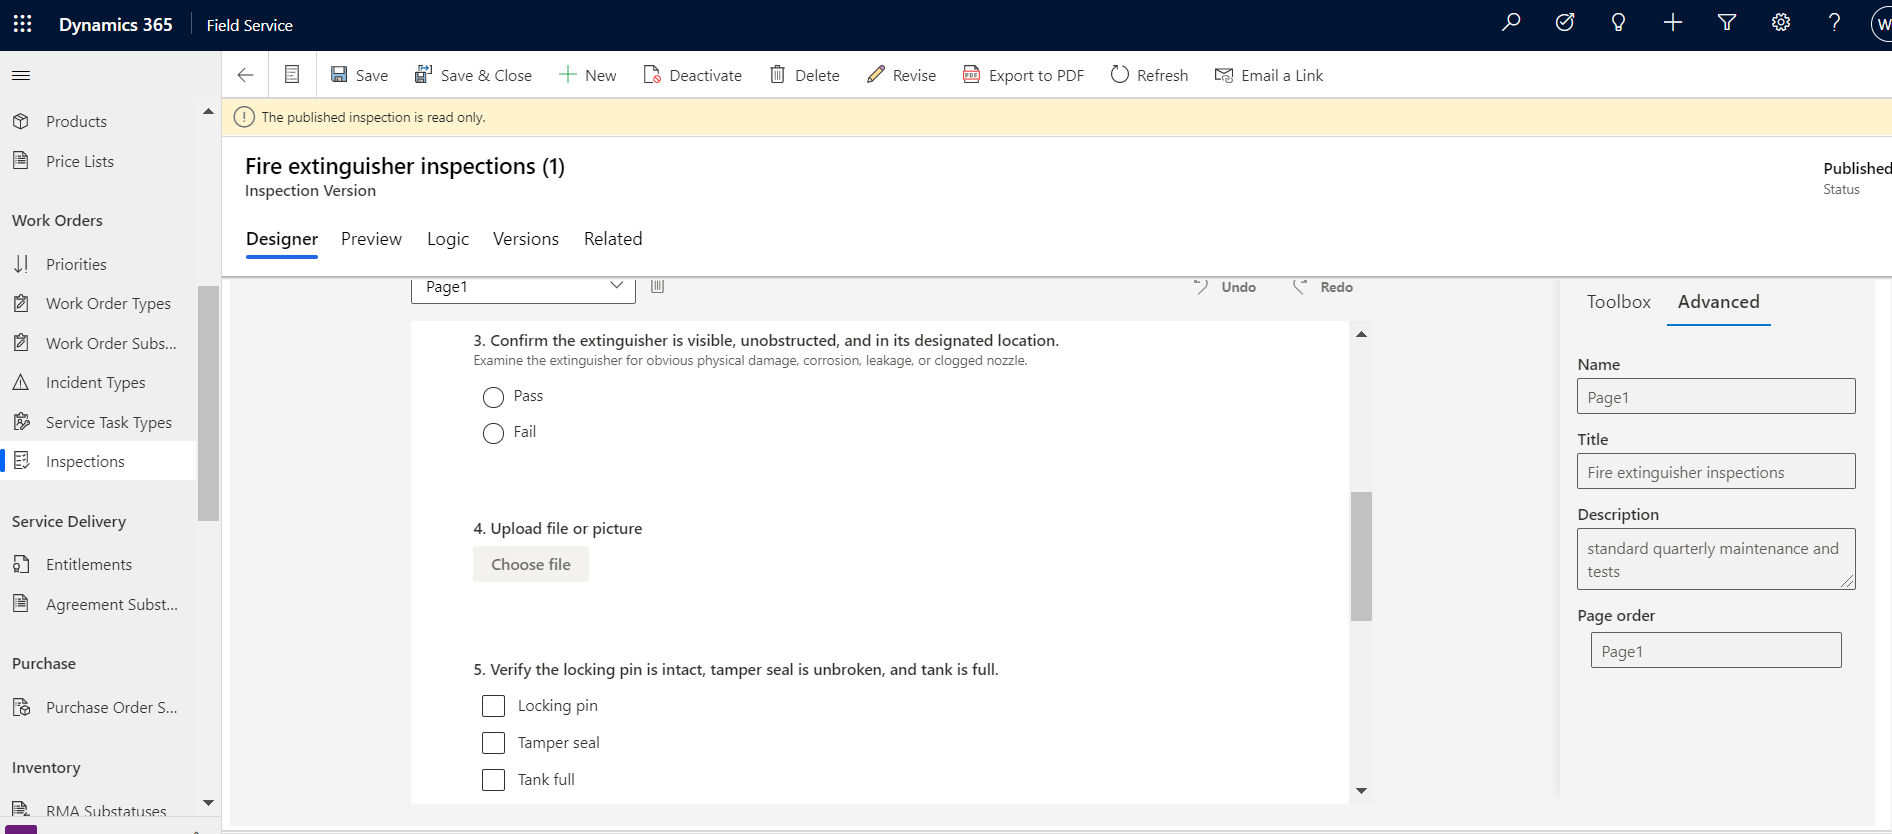 Dynamics 365
Field Service
W
Save
Save & Close
New
Deactivate
Delete
Revise
Export to PDF
Refresh
Email a Link
The published inspection is read only.
Products
Price Lists
Work Orders
Priorities
Work Order Types
Work Order Subs...
Incident Types
Service Task Types
Inspections
Service Delivery
Entitlements
Agreement Subst...
Purchase
Purchase Order S...
Inventory
RMA Substatuses
Fire extinguisher inspections (1)
Inspection Version
Published
Status
Designer
Preview
Logic
Versions
Related
Page1
Undo
Redo
3. Confirm the extinguisher is visible, unobstructed, and in its designated location.
Examine the extinguisher for obvious physical damage, corrosion, leakage, or clogged nozzle.
Pass
Fail
4. Upload file or picture
Choose file
5. Verify the locking pin is intact, tamper seal is unbroken, and tank is full.
Locking pin
Tamper seal
Tank full
Toolbox
Advanced
Name
Page1
Title
Fire extinguisher inspections
Description
standard quarterly maintenance and
tests
Page order
Page1